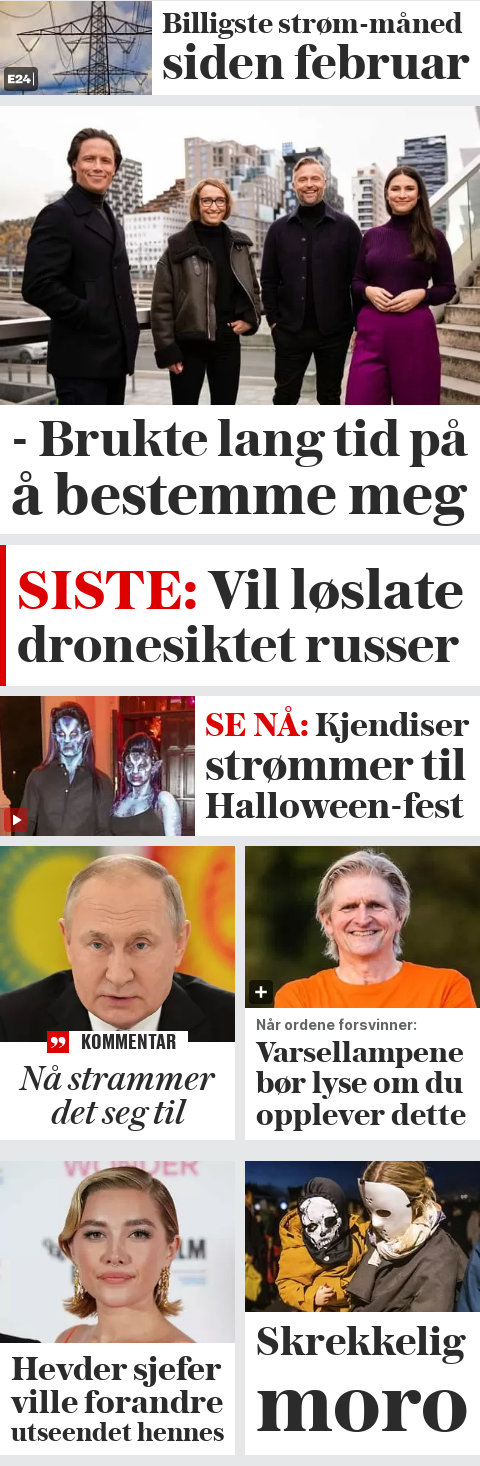 Billigste strøm-måned
siden februar
E24
- Brukte lang tid på
å bestemme meg
SISTE: Vil løslate
dronesiktet russer
SE NÅ: Kjendiser
strømmer til
Halloween-fest
KOMMENTAR
Nå strammer
det seg til
Når ordene forsvinner:
Varsellampene
bør lyse om du
opplever dette
WONDER
LM
Hevder sjefer
ville forandre
utseendet hennes
Skrekkelig
moro